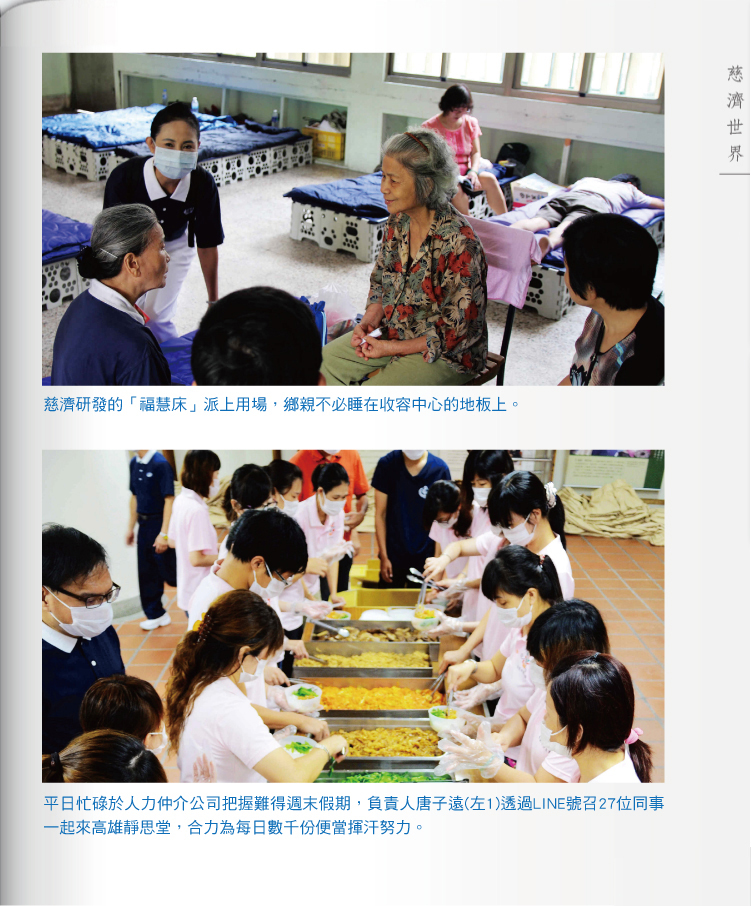 慈濟世界
慈濟研發的「福慧床」派上用場，鄉親不必睡在收容中心的地板上。
平日忙碌於人力仲介公司把握難得週末假期，負責人唐子遠(左1)透過LINE號召27位同事
一起來高雄靜思堂，合力為每日數千份便當揮汗努力。